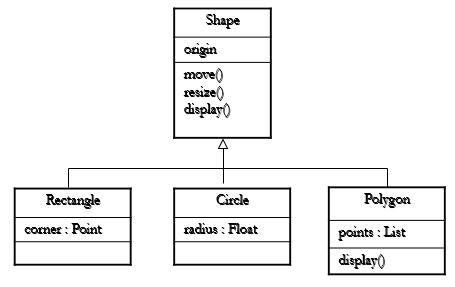 Shape
origin
move()
resize()
display()
Rectangle
corner : Point
Circle
radius : Float
Polygon
points : List
display()